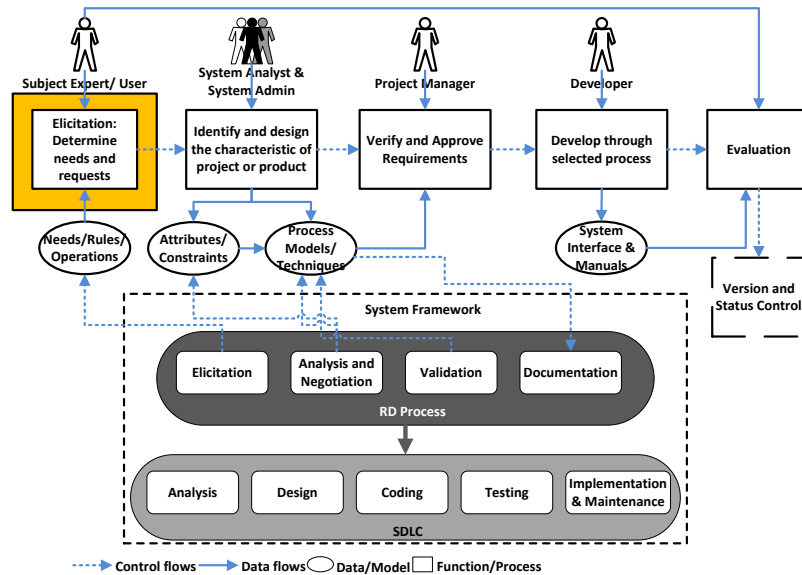 Subject Expert/ User
System Analyst &
System Admin
Project Manager
Developer
Elicitation:
Determine
needs and
requests
Identify and design
the characteristic of
project or product
Verify and Approve
Requirements
Develop through
selected process
Evaluation
Needs/Rules/
Operations
Attributes/
Constraints
Process
Models/
Techniques
System
Interface &
Manuals
Version and
Status Control
System Framework
Elicitation
Analysis and
Negotiation
Validation
Documentation
RD Process
Analysis
Design
Coding
Testing
Implementation
& Maintenance
SDLC
Control flows
Data flows
Data/Model
Function/Process